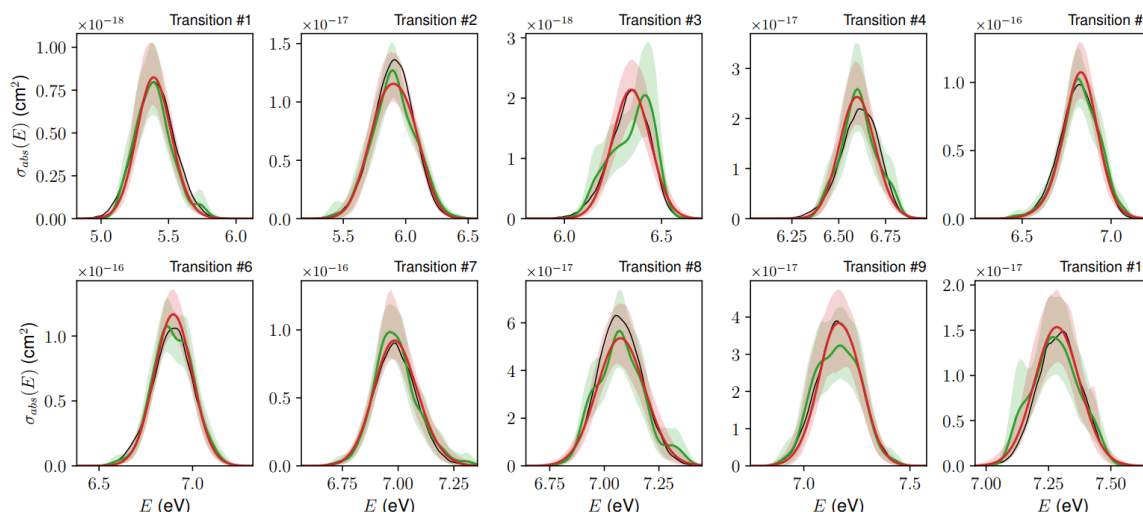 ×10⁻¹⁸ Transition #1 ×10⁻¹⁷ Transition #2 ×10⁻¹⁸ Transition #3 ×10⁻¹⁷ Transition #4 ×10⁻¹⁶ Transition #
σabs(E) (cm²)
1.00 0.75 0.50 0.25 0.00
1.5 1.0 0.5 0.0
3 2 1 0
3 2 1 0
1.5 1.0 0.5 0.0
5.0 5.5 6.0 5.5 6.0 6.5 6.0 6.5 6.25 6.50 6.75 6.5 7.0
×10⁻¹⁶ Transition #6 ×10⁻¹⁶ Transition #7 ×10⁻¹⁷ Transition #8 ×10⁻¹⁷ Transition #9 ×10⁻¹⁷ Transition #1
σabs(E) (cm²)
1.0 0.5 0.0
1.5 1.0 0.5 0.0
6 4 2 0
4 3 2 1 0
2.0 1.5 1.0 0.5 0.0
6.5 7.0 6.75 7.00 7.25 6.75 7.00 7.25 7.0 7.5 7.00 7.25 7.50
E (eV) E (eV) E (eV) E (eV) E (eV)